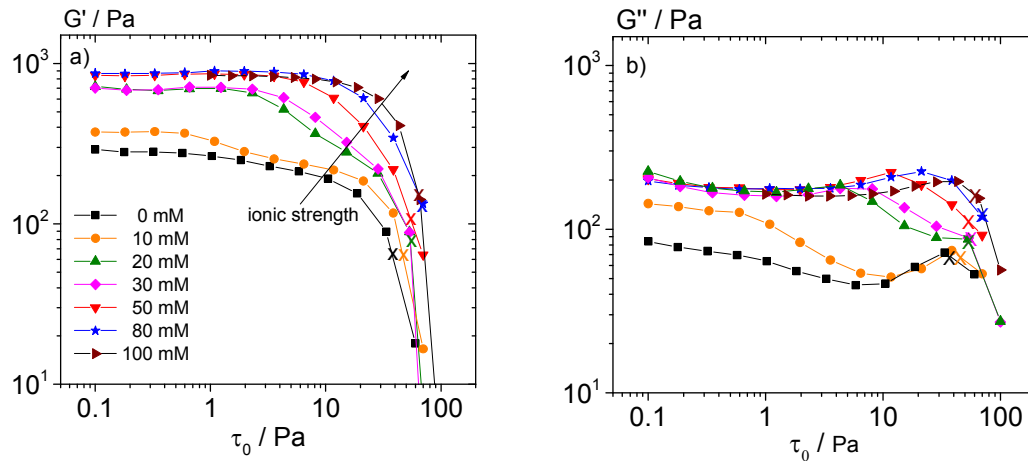 G' / Pa
10³
10²
10¹
a)
ionic strength
0 mM
10 mM
20 mM
30 mM
50 mM
80 mM
100 mM
0.1 1 10 100
τ₀ / Pa
G'' / Pa
10³
10²
10¹
b)
0.1 1 10 100
τ₀ / Pa